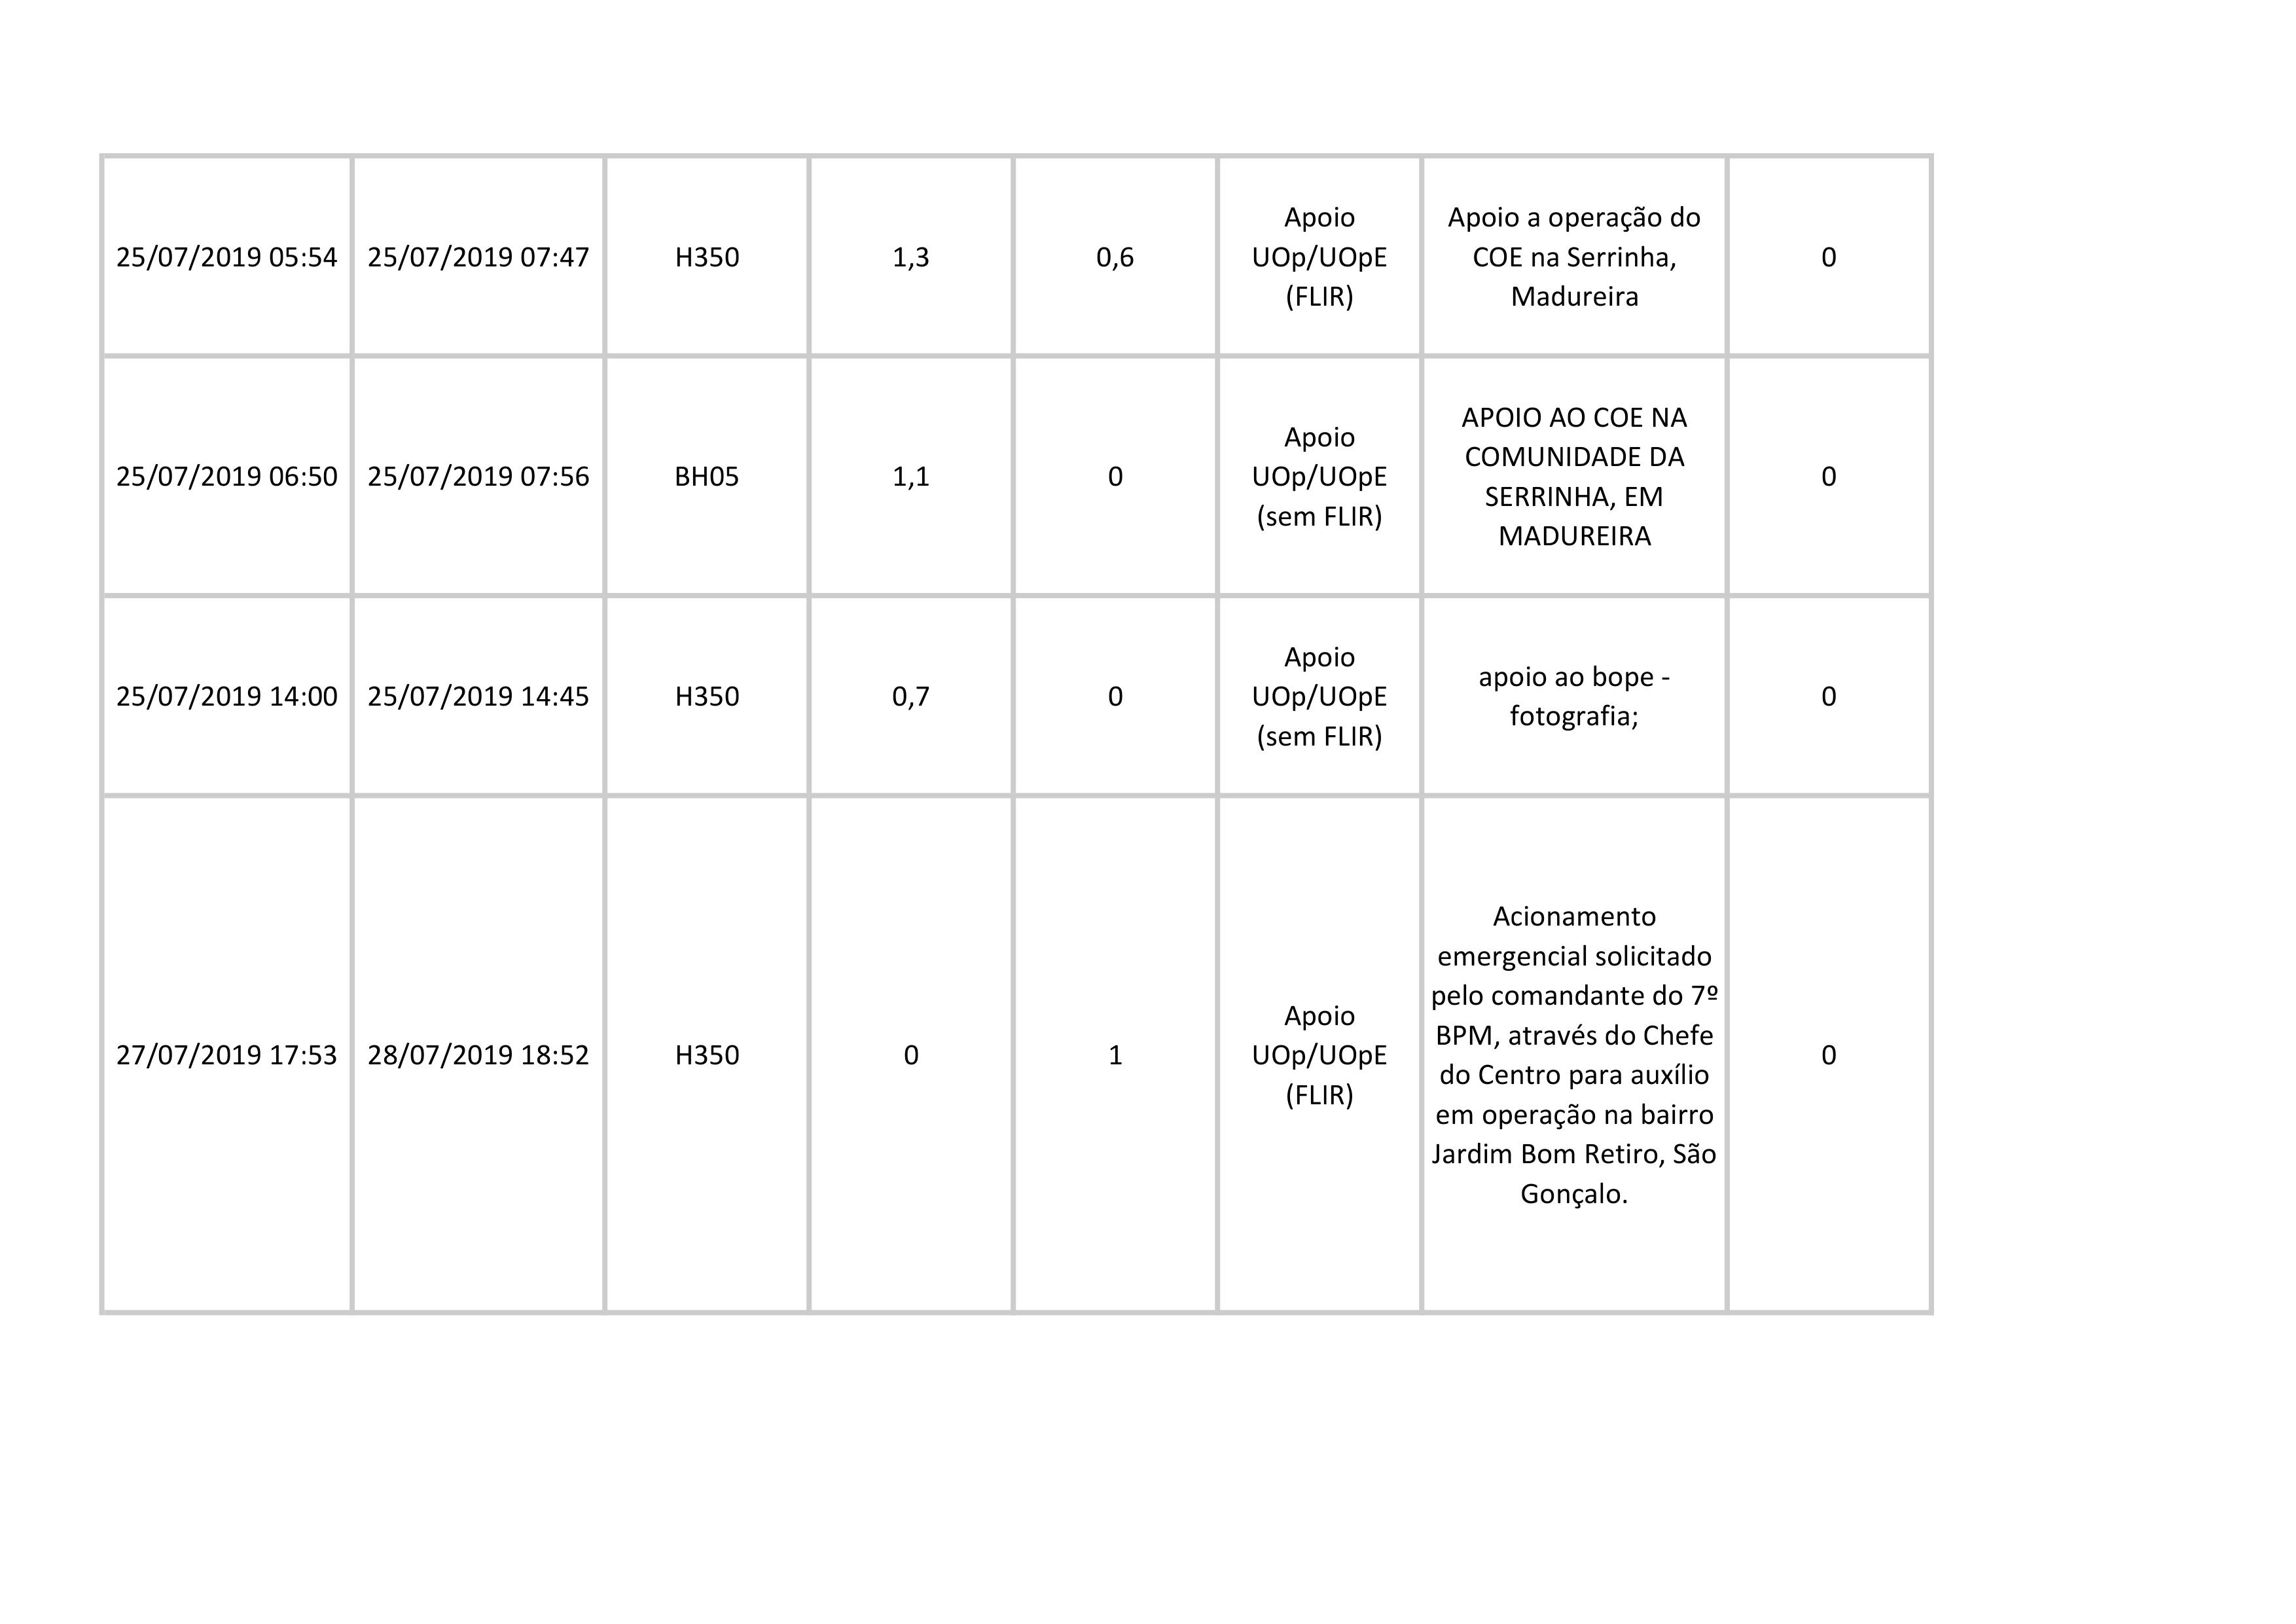 25/07/2019 05:54 25/07/2019 07:47 H350 1,3 0,6 Apoio
UOp/UOpE
(FLIR) Apoio a operação do
COE na Serrinha,
Madureira 0
25/07/2019 06:50 25/07/2019 07:56 BH05 1,1 0 Apoio
UOp/UOpE
(sem FLIR) APOIO AO COE NA
COMUNIDADE DA
SERRINHA, EM
MADUREIRA 0
25/07/2019 14:00 25/07/2019 14:45 H350 0,7 0 Apoio
UOp/UOpE
(sem FLIR) apoio ao bope -
fotografia; 0
27/07/2019 17:53 28/07/2019 18:52 H350 0 1 Apoio
UOp/UOpE
(FLIR) Acionamento
emergencial solicitado
pelo comandante do 7º
BPM, através do Chefe
do Centro para auxílio
em operação na bairro
Jardim Bom Retiro, São
Gonçalo. 0